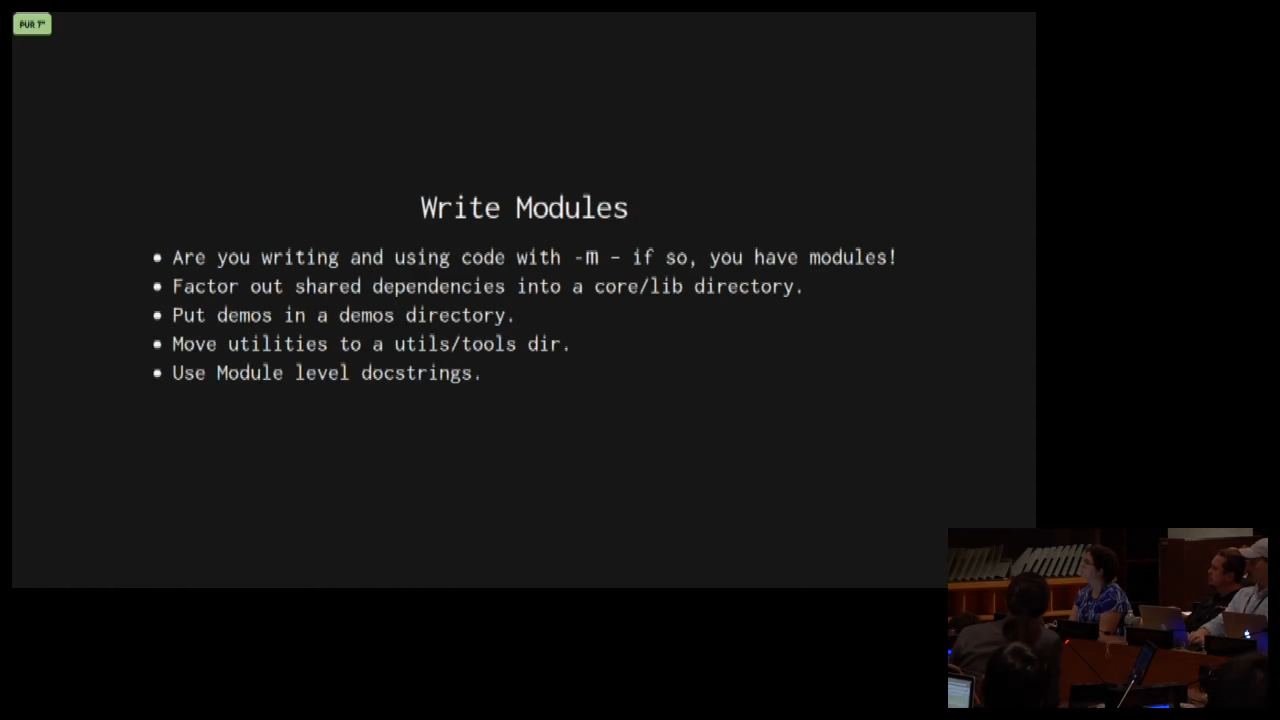 Write Modules
• Are you writing and using code with -m – if so, you have modules!
• Factor out shared dependencies into a core/lib directory.
• Put demos in a demos directory.
• Move utilities to a utils/tools dir.
• Use Module level docstrings.